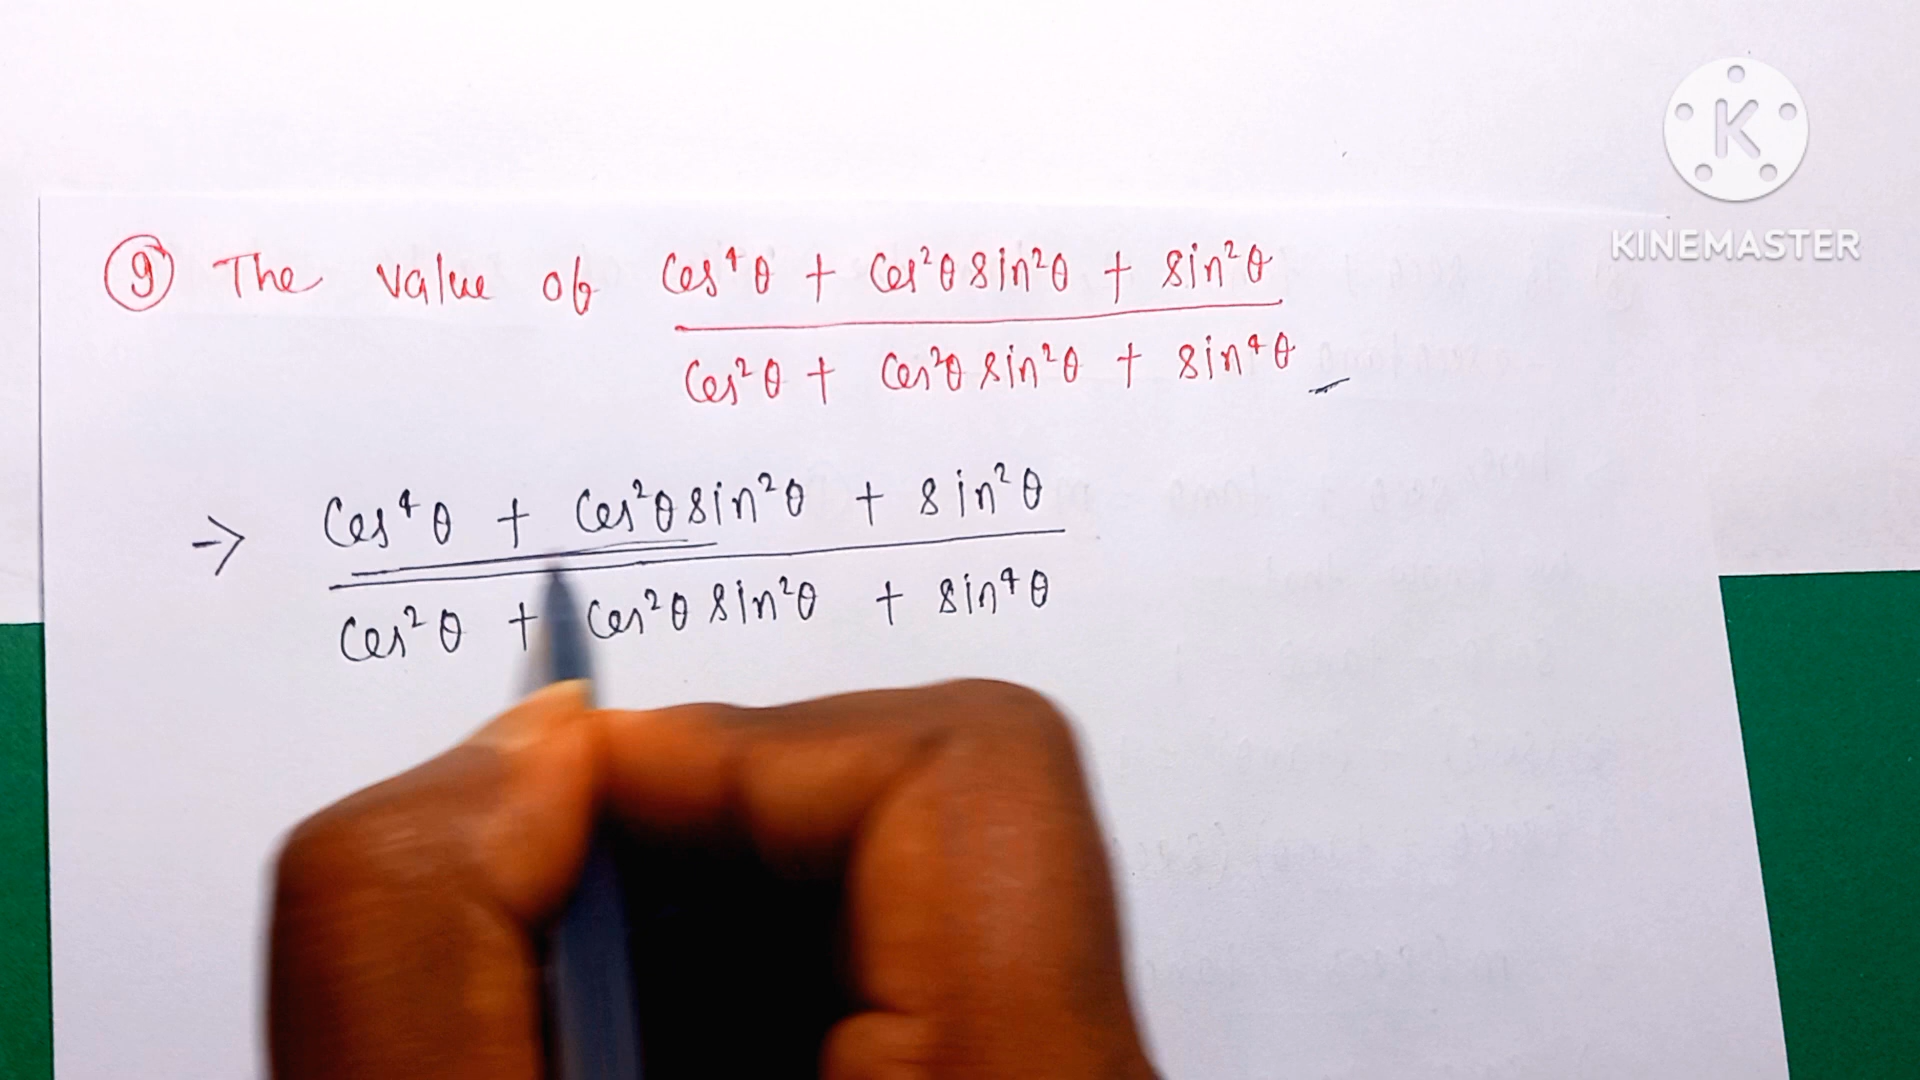 K
KINEMASTER
⑨ The value of cos⁴θ + cos²θ sin²θ + sin²θ
cos²θ + cos²θ sin²θ + sin⁴θ
→ cos⁴θ + cos²θ sin²θ + sin²θ
cos²θ + cos²θ sin²θ + sin⁴θ